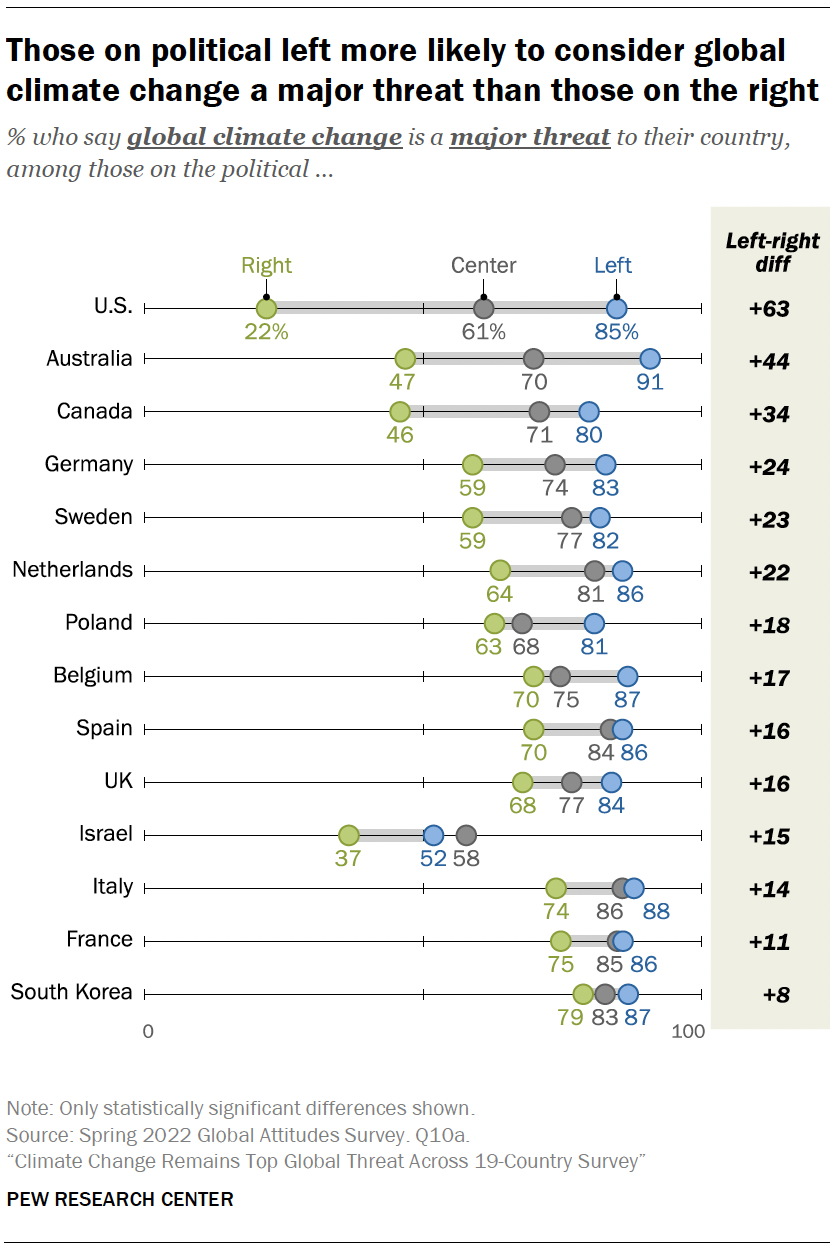 Those on political left more likely to consider global
climate change a major threat than those on the right
% who say global climate change is a major threat to their country,
among those on the political ...
Left-right
diff
Right Center Left
U.S. +63
22% 61% 85%
Australia +44
47 70 91
Canada +34
46 71 80
Germany +24
59 74 83
Sweden +23
59 77 82
Netherlands +22
64 81 86
Poland +18
63 68 81
Belgium +17
70 75 87
Spain +16
70 84 86
UK +16
68 77 84
Israel +15
37 52 58
Italy +14
74 86 88
France +11
75 85 86
South Korea +8
79 83 87
0 100
Note: Only statistically significant differences shown.
Source: Spring 2022 Global Attitudes Survey. Q10a.
“Climate Change Remains Top Global Threat Across 19-Country Survey”
PEW RESEARCH CENTER